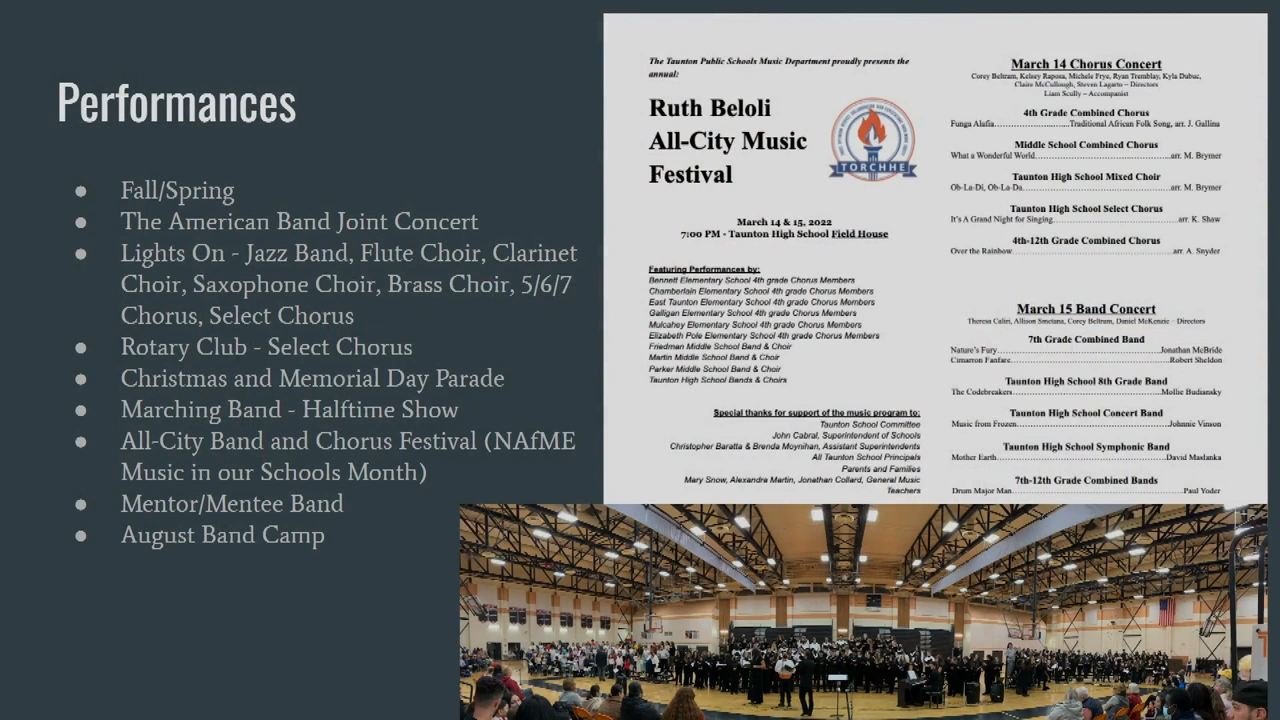 Performances
● Fall/Spring
● The American Band Joint Concert
● Lights On - Jazz Band, Flute Choir, Clarinet
Choir, Saxophone Choir, Brass Choir, 5/6/7
Chorus, Select Chorus
● Rotary Club - Select Chorus
● Christmas and Memorial Day Parade
● Marching Band - Halftime Show
● All-City Band and Chorus Festival (NAfME
Music in our Schools Month)
● Mentor/Mentee Band
● August Band Camp
The Taunton Public Schools Music Department proudly presents the
annual:
Ruth Beloli
All-City Music
Festival
TORCHHE
March 14 & 15, 2022
7:00 PM - Taunton High School Field House
Featuring Performances by:
Bennett Elementary School 4th grade Chorus Members
Chamberlain Elementary School 4th grade Chorus Members
East Taunton Elementary School 4th grade Chorus Members
Galligan Elementary School 4th grade Chorus Members
Mulcahey Elementary School 4th grade Chorus Members
Elizabeth Pole Elementary School 4th grade Chorus Members
Friedman Middle School Band & Choir
Martin Middle School Band & Choir
Parker Middle School Band & Choir
Taunton High School Bands & Choirs
Special thanks for support of the music program to:
Taunton School Committee
John Cabral, Superintendent of Schools
Christopher Baratta & Brenda Moynihan, Assistant Superintendents
All Taunton School Principals
Parents and Families
Mary Snow, Alexandra Martin, Jonathan Collard, General Music
Teachers
March 14 Chorus Concert
Corey Beltram, Kelsey Raposa, Michele Frye, Ryan Tremblay, Kyla Dubuc,
Claire McCullough, Steven Lagarto – Directors
Liam Scully – Accompanist
4th Grade Combined Chorus
Funga Alafia........................Traditional African Folk Song, arr. J. Gallina
Middle School Combined Chorus
What a Wonderful World........................arr. M. Brymer
Taunton High School Mixed Choir
Ob-La-Di, Ob-La-Da........................arr. M. Brymer
Taunton High School Select Chorus
It's A Grand Night for Singing........................arr. K. Shaw
4th-12th Grade Combined Chorus
Over the Rainbow........................arr. A. Snyder
March 15 Band Concert
Theresa Caliri, Allison Smetana, Corey Beltram, Daniel McKenzie – Directors
7th Grade Combined Band
Nature's Fury........................Jonathan McBride
Cimarron Fanfare........................Robert Sheldon
Taunton High School 8th Grade Band
The Codebreakers........................Mollie Budiansky
Taunton High School Concert Band
Music from Frozen........................Johnnie Vinson
Taunton High School Symphonic Band
Mother Earth........................David Maslanka
7th-12th Grade Combined Bands
Drum Major Man........................Paul Yoder